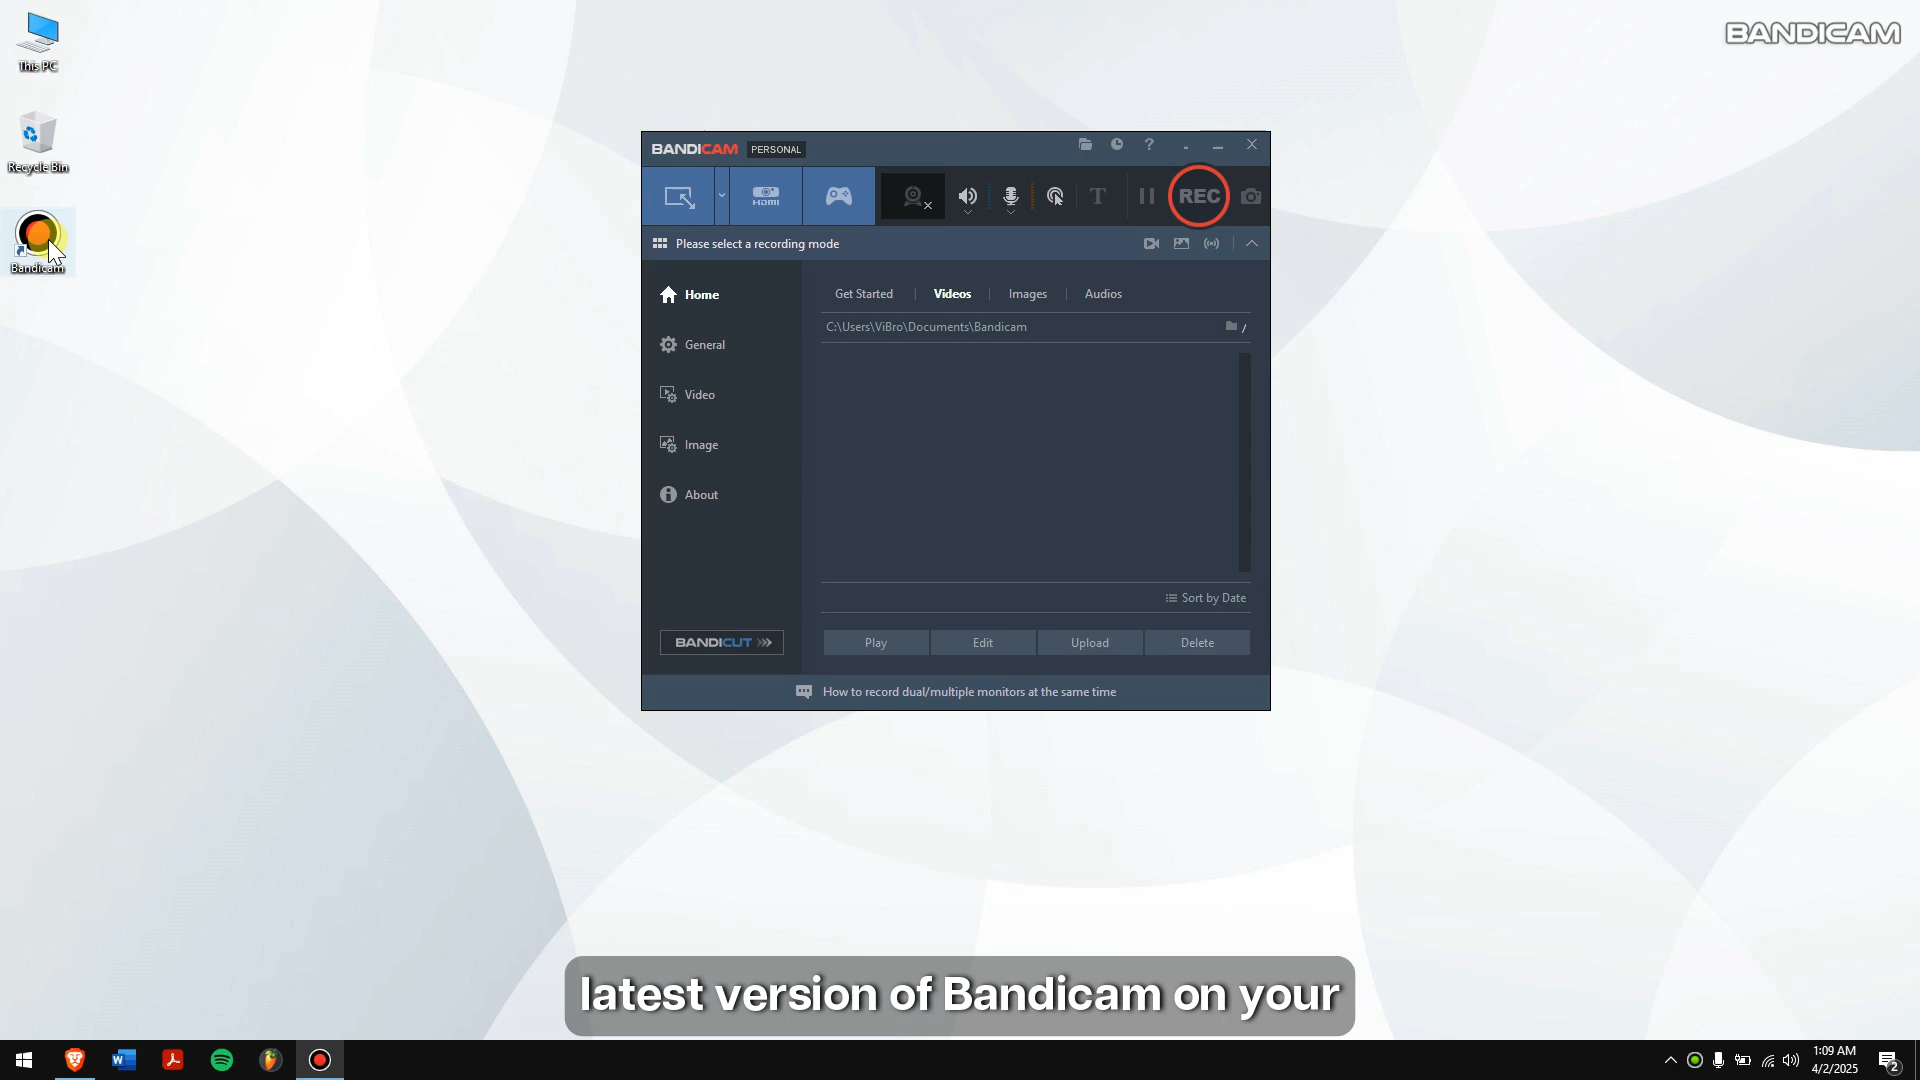 This PC
Recycle Bin
Bandicam
BANDICAM
BANDICAM PERSONAL
HDMI
T
REC
Please select a recording mode
Home
General
Video
Image
About
Get Started
Videos
Images
Audios
C:\Users\ViBro\Documents\Bandicam
/
Sort by Date
BANDICUT
Play
Edit
Upload
Delete
How to record dual/multiple monitors at the same time
latest version of Bandicam on your
1:09 AM
4/2/2025
2